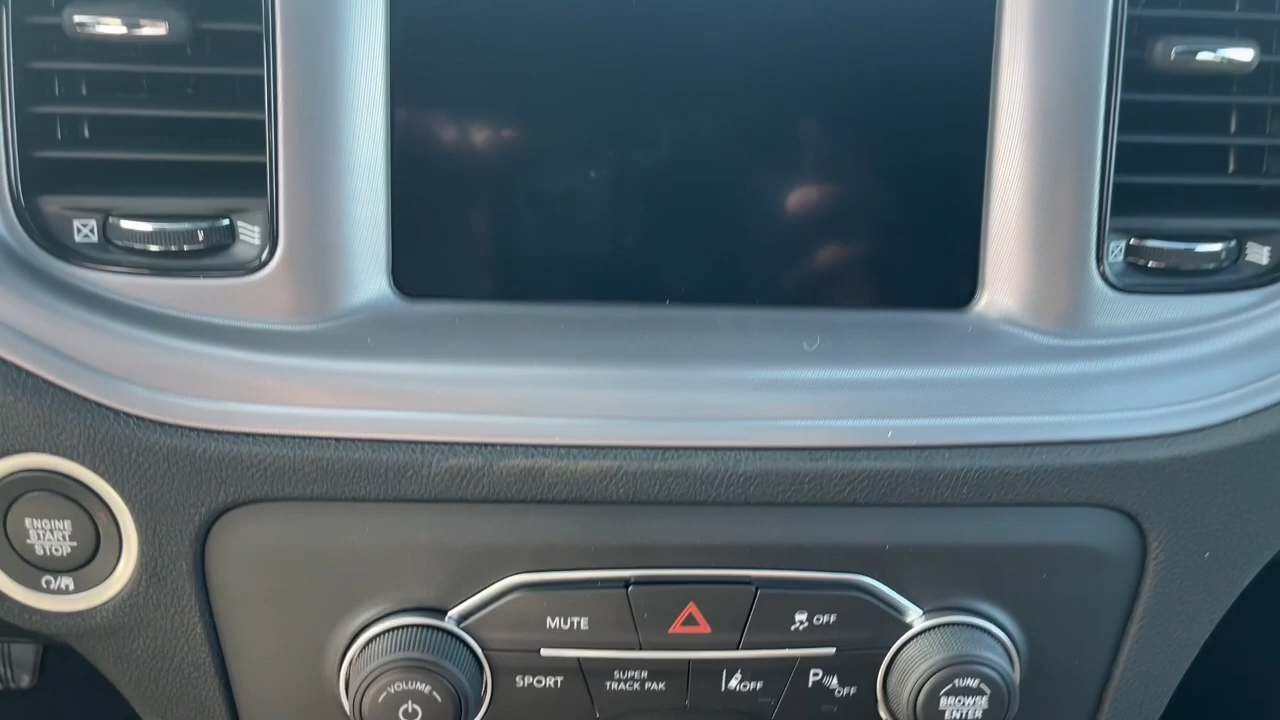 ENGINE
START
STOP
MUTE
OFF
SPORT
SUPER
TRACK PAK
OFF
P OFF
VOLUME
TUNE
BROWSE
ENTER